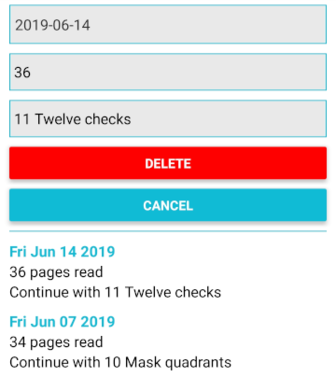 2019-06-14
36
11 Twelve checks
DELETE
CANCEL
Fri Jun 14 2019
36 pages read
Continue with 11 Twelve checks
Fri Jun 07 2019
34 pages read
Continue with 10 Mask quadrants